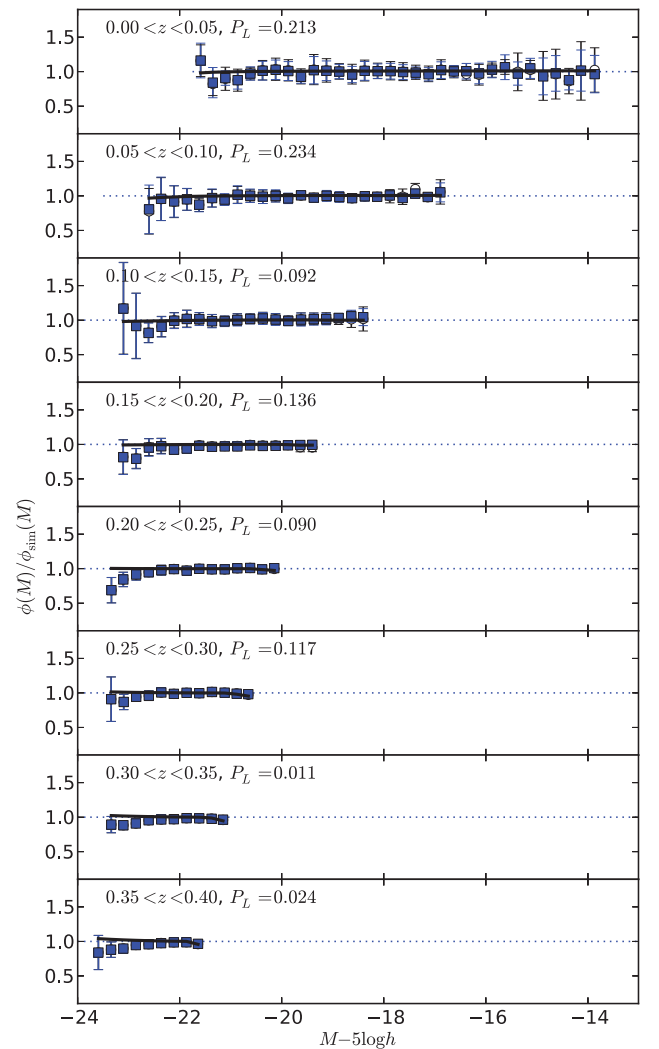 0.00 < z < 0.05, P_L = 0.213
1.5
1.0
0.5
0.05 < z < 0.10, P_L = 0.234
1.5
1.0
0.5
0.10 < z < 0.15, P_L = 0.092
1.5
1.0
0.5
0.15 < z < 0.20, P_L = 0.136
1.5
1.0
0.5
0.20 < z < 0.25, P_L = 0.090
1.5
1.0
0.5
0.25 < z < 0.30, P_L = 0.117
1.5
1.0
0.5
0.30 < z < 0.35, P_L = 0.011
1.5
1.0
0.5
0.35 < z < 0.40, P_L = 0.024
1.5
1.0
0.5
ϕ(M)/ϕ_sim(M)
−24 −22 −20 −18 −16 −14
M−5logh